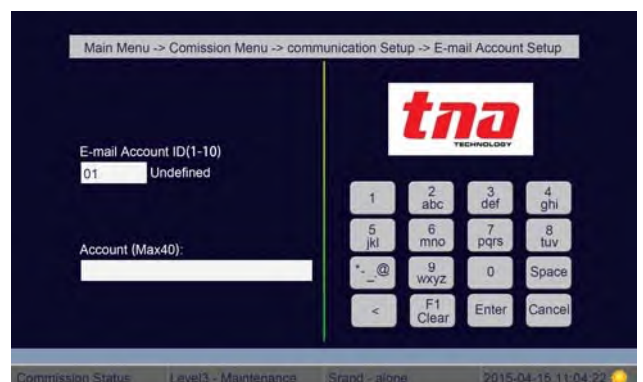 Main Menu -> Comission Menu -> communication Setup -> E-mail Account Setup
tna
TECHNOLOGY
E-mail Account ID(1-10)
01 Undefined
Account (Max40):
1 2 abc 3 def 4 ghi
5 jkl 6 mno 7 pqrs 8 tuv
*-_.@ 9 wxyz 0 Space
< F1 Clear Enter Cancel
Commission Status Level3 - Maintenance Srand - alone 2015-04-15 11:04:22